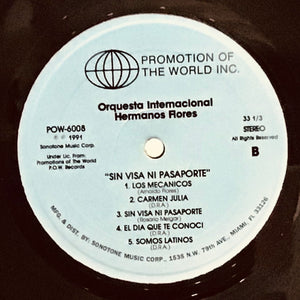 PROMOTION OF
THE WORLD INC.
Orquesta Internacional
Hermanos Flores
POW-6008
℗ 1991
Sonotone Music Corp.
Under Lic. From
Promotions of The World
P.O.W. Records
33 1/3
STEREO
All Rights Reserved.
B
"SIN VISA NI PASAPORTE"
1. LOS MECANICOS
(Arnoldo Flores)
2. CARMEN JULIA
(D.R.A.)
3. SIN VISA NI PASAPORTE
(Rosario Melgar)
4. EL DIA QUE TE CONOCI
(D.R.A.)
5. SOMOS LATINOS
(D.R.A.)
MFG. & DIST. BY: SONOTONE MUSIC CORP., 1535 N.W. 79th AVE., MIAMI, FL 33126